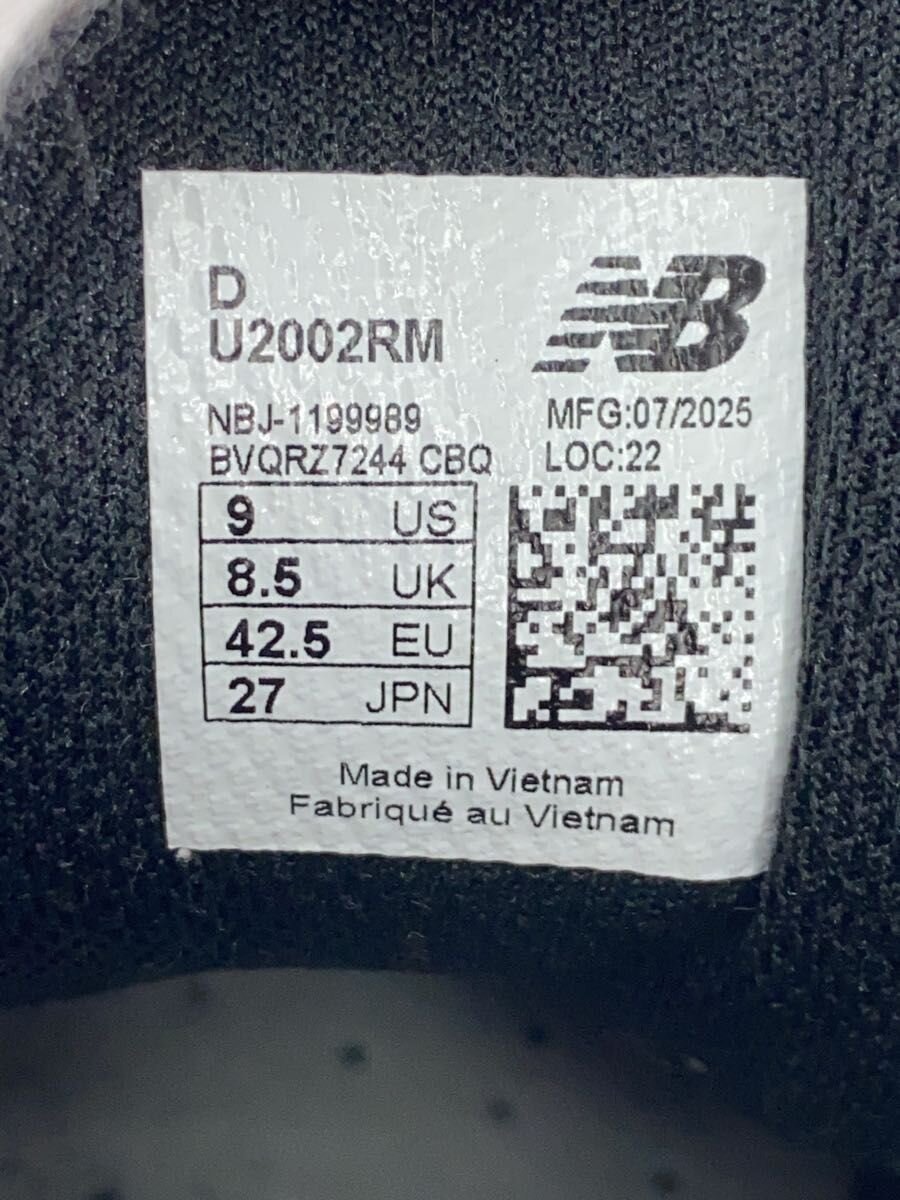 D
U2002RM
NB
NBJ-1199989
MFG:07/2025
BVQRZ7244 CBQ
LOC:22
9 US
8.5 UK
42.5 EU
27 JPN
Made in Vietnam
Fabriqué au Vietnam